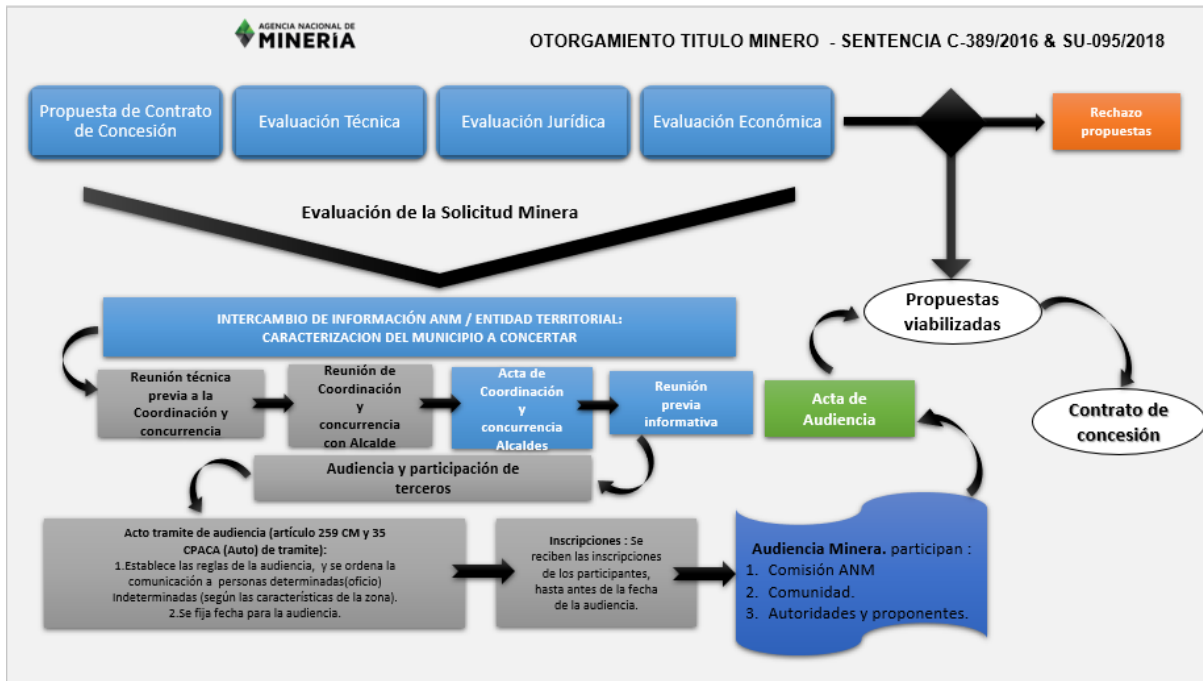 AGENCIA NACIONAL DE
MINERÍA
OTORGAMIENTO TITULO MINERO - SENTENCIA C-389/2016 & SU-095/2018
Propuesta de Contrato
de Concesión
Evaluación Técnica
Evaluación Jurídica
Evaluación Económica
Rechazo
propuestas
Evaluación de la Solicitud Minera
Propuestas
viabilizadas
INTERCAMBIO DE INFORMACIÓN ANM / ENTIDAD TERRITORIAL:
CARACTERIZACION DEL MUNICIPIO A CONCERTAR
Reunión técnica
previa a la
Coordinación y
concurrencia
Reunión de
Coordinación
y
concurrencia
con Alcalde
Acta de
Coordinación
y
concurrencia
Alcaldes
Reunión
previa
informativa
Acta de
Audiencia
Contrato de
concesión
Audiencia y participación de
terceros
Acto tramite de audiencia (artículo 259 CM y 35
CPACA (Auto) de tramite):
1.Establece las reglas de la audiencia, y se ordena la
comunicación a personas determinadas(oficio)
Indeterminadas (según las características de la zona).
2.Se fija fecha para la audiencia.
Inscripciones : Se
reciben las inscripciones
de los participantes,
hasta antes de la fecha
de la audiencia.
Audiencia Minera. participan :
1. Comisión ANM
2. Comunidad.
3. Autoridades y proponentes.